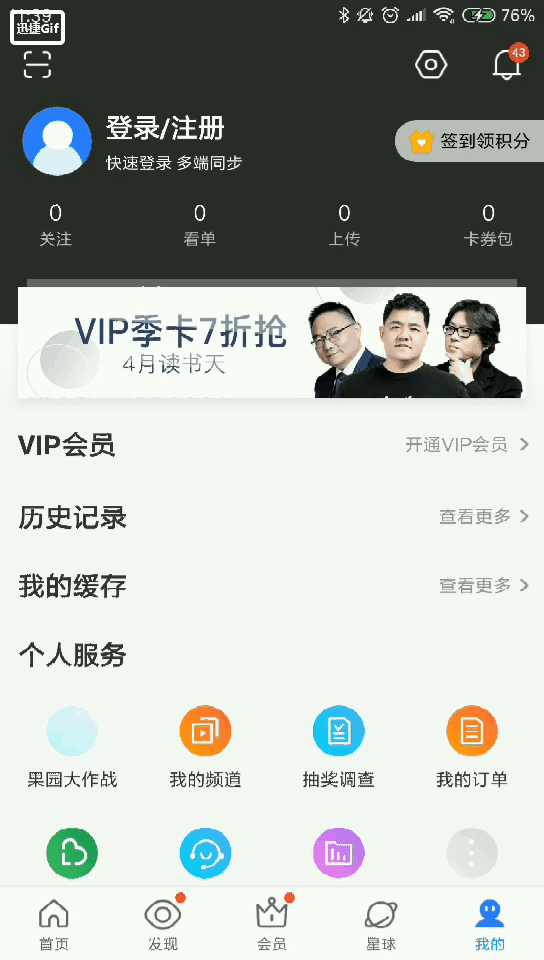 1:39
迅捷Gif
76%
43
登录/注册
快速登录 多端同步
签到领积分
0
0
0
0
关注
看单
上传
卡券包
VIP季卡7折抢
4月读书天
VIP会员
开通VIP会员
历史记录
查看更多
我的缓存
查看更多
个人服务
果园大作战
我的频道
抽奖调查
我的订单
首页
发现
会员
星球
我的